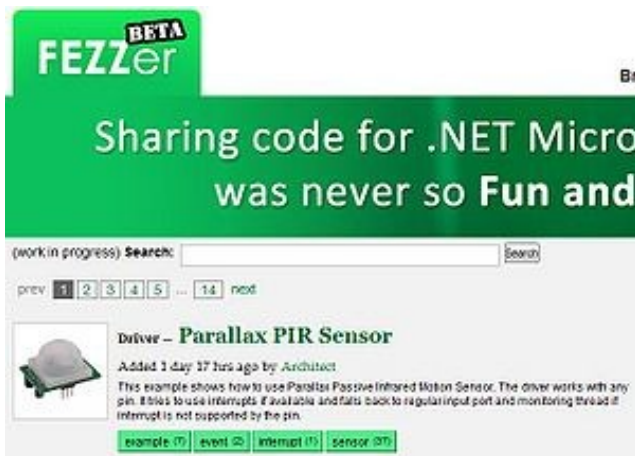 BETA
FEZZer
Br
Sharing code for .NET Micro
was never so Fun and
(work in progress) Search:
Search
prev 1 2 3 4 5 ... 14 next
Driver – Parallax PIR Sensor
Added 1 day 17 hrs ago by Architect
This example shows how to use Parallax Passive Infrared Motion Sensor. The driver works with any
pin. It tries to use interrupts if available and falls back to regular input port and monitoring thread if
interrupt is not supported by the pin.
example (7) event (2) interrupt (1) sensor (37)